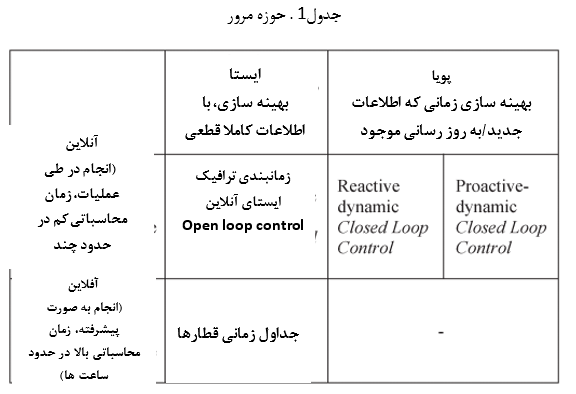 جدول1 . حوزه مرور
پویا
بهینه سازی زمانی که اطلاعات
جدید/به روز رسانی موجود
ایستا
بهینه سازی، با
اطلاعات کاملا قطعی
آنلاین
(انجام در طی
عملیات، زمان
محاسباتی کم در
حدود چند
زمانبندی ترافیک
ایستای آنلاین
Open loop control
Reactive
dynamic
Closed Loop
Control
Proactive-
dynamic
Closed Loop
Control
آفلاین
(انجام به صورت
پیشرفته، زمان
محاسباتی بالا در حدود
ساعت ها)
جداول زمانی قطارها
-